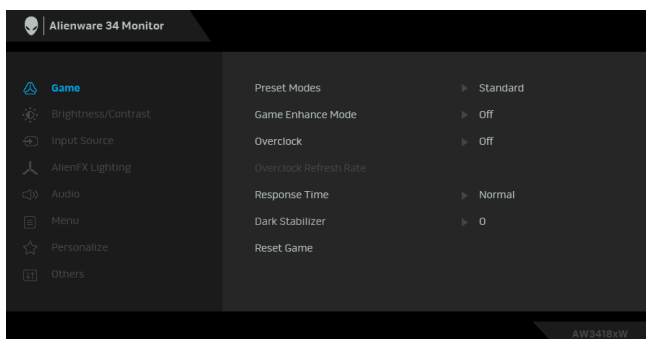 Alienware 34 Monitor
Game
Preset Modes Standard
Brightness/Contrast
Game Enhance Mode Off
Input Source
Overclock Off
AlienFX Lighting
Overclock Refresh Rate
Audio
Response Time Normal
Menu
Dark Stabilizer 0
Personalize
Reset Game
Others
AW3418xW